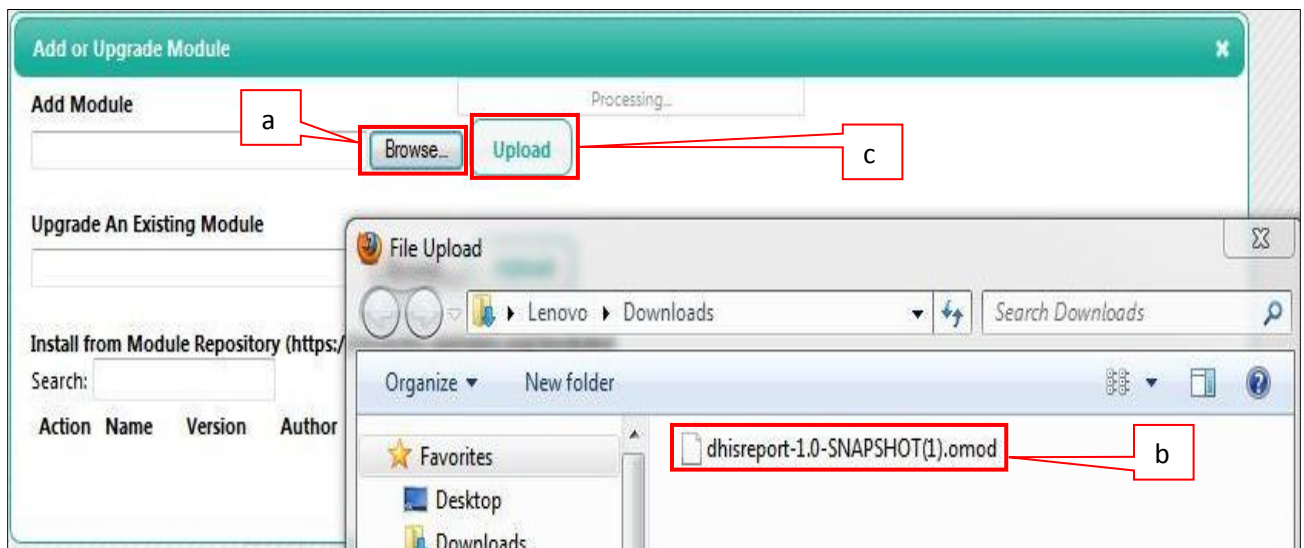 Add or Upgrade Module
Add Module
Processing...
a
Browse...
Upload
c
Upgrade An Existing Module
File Upload
Lenovo
Downloads
Search Downloads
Install from Module Repository (https:/
Search:
Organize
New folder
Action Name Version Author
Favorites
dhisreport-1.0-SNAPSHOT(1).omod
b
Desktop
Downloads